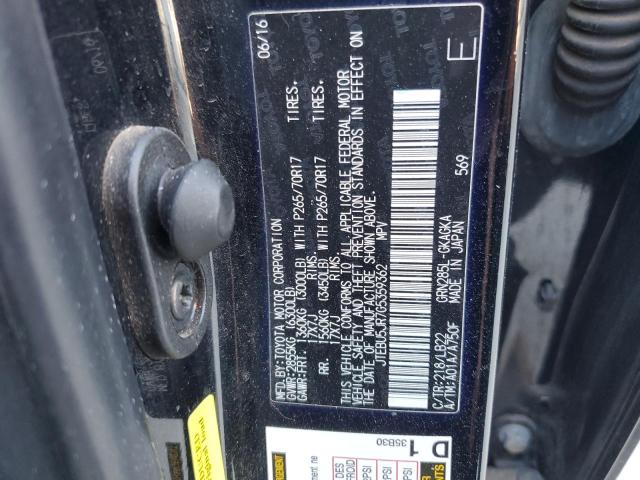 MFD.BY:TOYOTA MOTOR CORPORATION 06/16
GVWR:2855KG (6300LB)
GAWR:FRT. 1360KG (3000LB) WITH P265/70R17 TIRES.
17X7J RIMS.
RR. 1560KG (3450LB) WITH P265/70R17 TIRES.
17X7J RIMS.
THIS VEHICLE CONFORMS TO ALL APPLICABLE FEDERAL MOTOR
VEHICLE SAFETY AND THEFT PREVENTION STANDARDS IN EFFECT ON
THE DATE OF MANUFACTURE SHOWN ABOVE.
JTEBU5JR7G5359362 MPV
E
569
C/TR:218/LB22 GRN285L-GKAGKA
A/TM:A01A/A750F MADE IN JAPAN
D 1
35B30